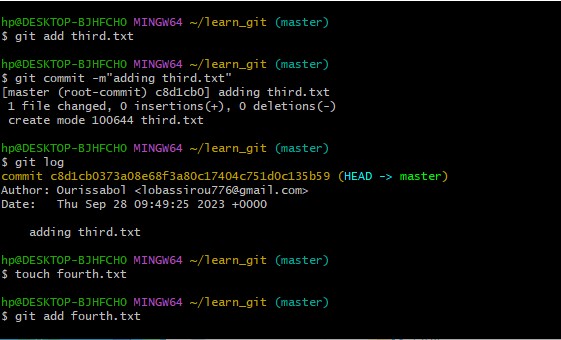 hp@DESKTOP-BJHFCHO MINGW64 ~/learn_git (master)
$ git add third.txt
hp@DESKTOP-BJHFCHO MINGW64 ~/learn_git (master)
$ git commit -m"adding third.txt"
[master (root-commit) c8d1cb0] adding third.txt
 1 file changed, 0 insertions(+), 0 deletions(-)
 create mode 100644 third.txt
hp@DESKTOP-BJHFCHO MINGW64 ~/learn_git (master)
$ git log
commit c8d1cb0373a08e68f3a80c17404c751d0c135b59 (HEAD -> master)
Author: Ourissabol <lobassirou776@gmail.com>
Date:   Thu Sep 28 09:49:25 2023 +0000
    adding third.txt
hp@DESKTOP-BJHFCHO MINGW64 ~/learn_git (master)
$ touch fourth.txt
hp@DESKTOP-BJHFCHO MINGW64 ~/learn_git (master)
$ git add fourth.txt